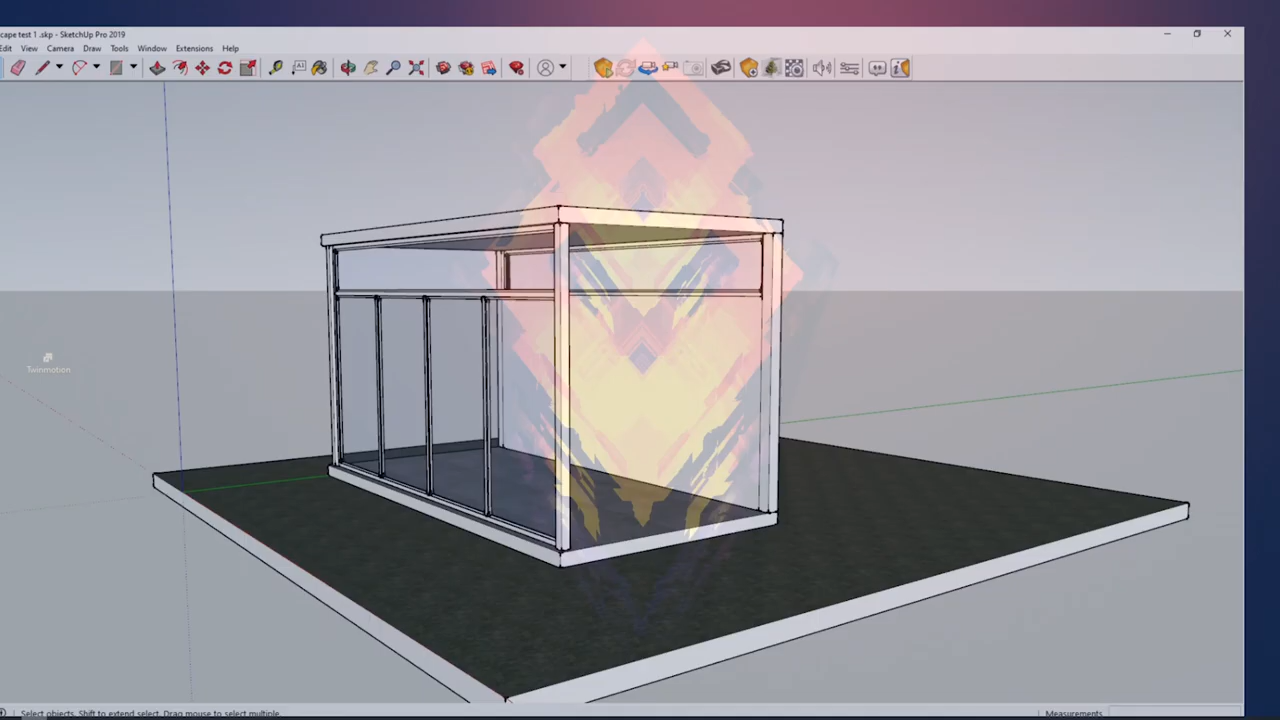 cape test 1 .skp - SketchUp Pro 2019
Edit View Camera Draw Tools Window Extensions Help
Twinmotion
Select objects. Shift to extend select. Drag mouse to select multiple.
Measurements